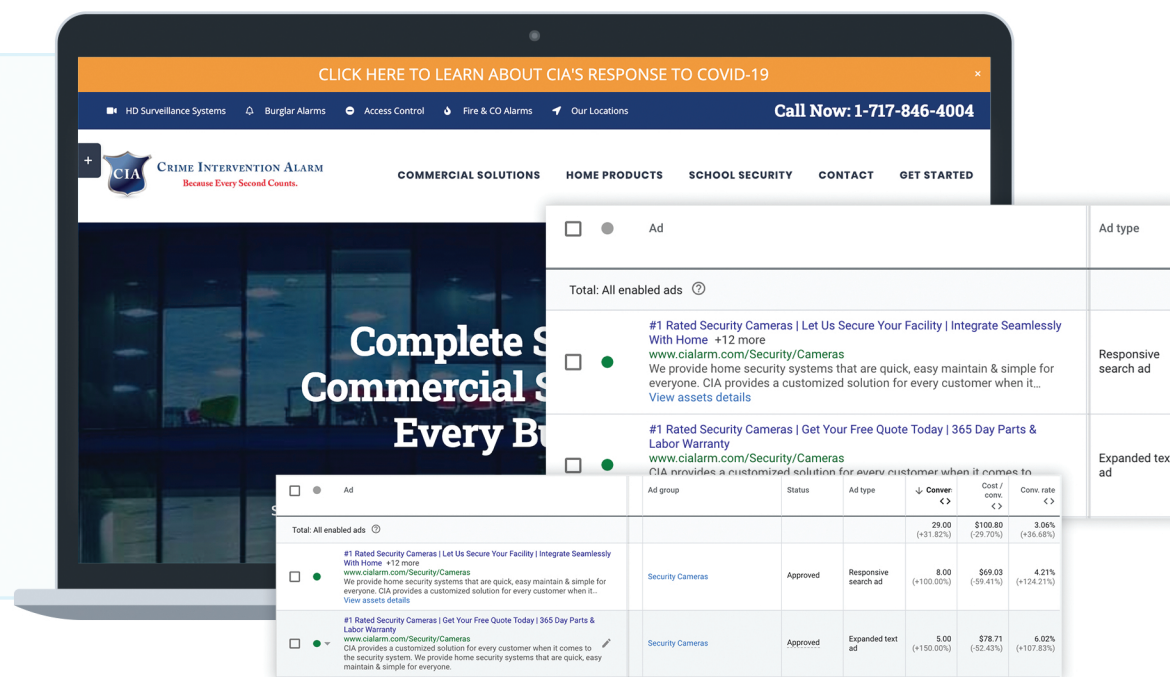 CLICK HERE TO LEARN ABOUT CIA'S RESPONSE TO COVID-19
×
HD Surveillance Systems
Burglar Alarms
Access Control
Fire & CO Alarms
Our Locations
Call Now: 1-717-846-4004
+
CIA
CRIME INTERVENTION ALARM
Because Every Second Counts.
COMMERCIAL SOLUTIONS
HOME PRODUCTS
SCHOOL SECURITY
CONTACT
GET STARTED
Complete S
Commercial S
Every Bu
S
Ad
Ad type
Total: All enabled ads
#1 Rated Security Cameras | Let Us Secure Your Facility | Integrate Seamlessly
With Home +12 more
www.cialarm.com/Security/Cameras
We provide home security systems that are quick, easy maintain & simple for
everyone. CIA provides a customized solution for every customer when it...
View assets details
Responsive
search ad
#1 Rated Security Cameras | Get Your Free Quote Today | 365 Day Parts &
Labor Warranty
www.cialarm.com/Security/Cameras
CIA provides a customized solution for every customer when it comes to
Expanded tex
ad
Ad
Ad group
Status
Ad type
Conver
Cost /
conv.
Conv. rate
Total: All enabled ads
29.00
(+31.82%)
$100.80
(-29.70%)
3.06%
(+36.68%)
#1 Rated Security Cameras | Let Us Secure Your Facility | Integrate Seamlessly
With Home +12 more
www.cialarm.com/Security/Cameras
We provide home security systems that are quick, easy maintain & simple for
everyone. CIA provides a customized solution for every customer when it...
View assets details
Security Cameras
Approved
Responsive
search ad
8.00
(+100.00%)
$69.03
(-59.41%)
4.21%
(+124.21%)
#1 Rated Security Cameras | Get Your Free Quote Today | 365 Day Parts &
Labor Warranty
www.cialarm.com/Security/Cameras
CIA provides a customized solution for every customer when it comes to
the security system. We provide home security systems that are quick, easy
maintain & simple for everyone.
Security Cameras
Approved
Expanded text
ad
5.00
(+150.00%)
$78.71
(-52.43%)
6.02%
(+107.83%)